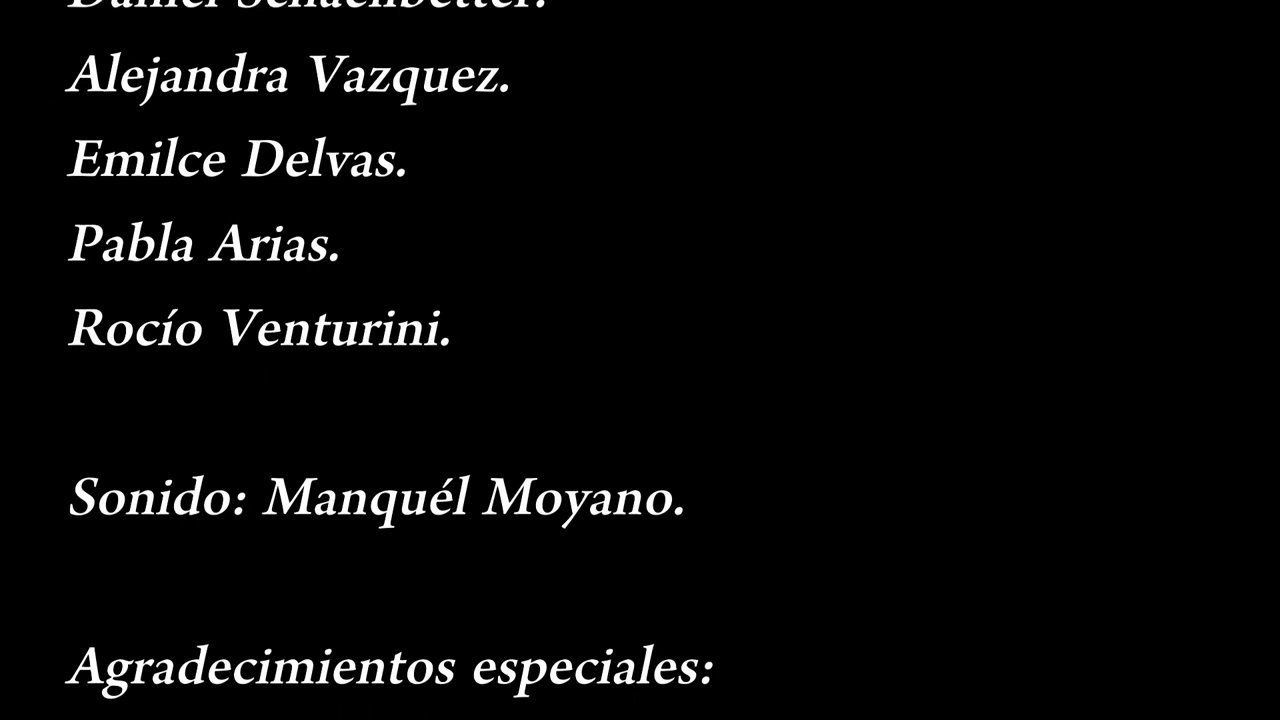 Alejandra Vazquez.
Emilce Delvas.
Pabla Arias.
Rocío Venturini.
Sonido: Manquél Moyano.
Agradecimientos especiales: